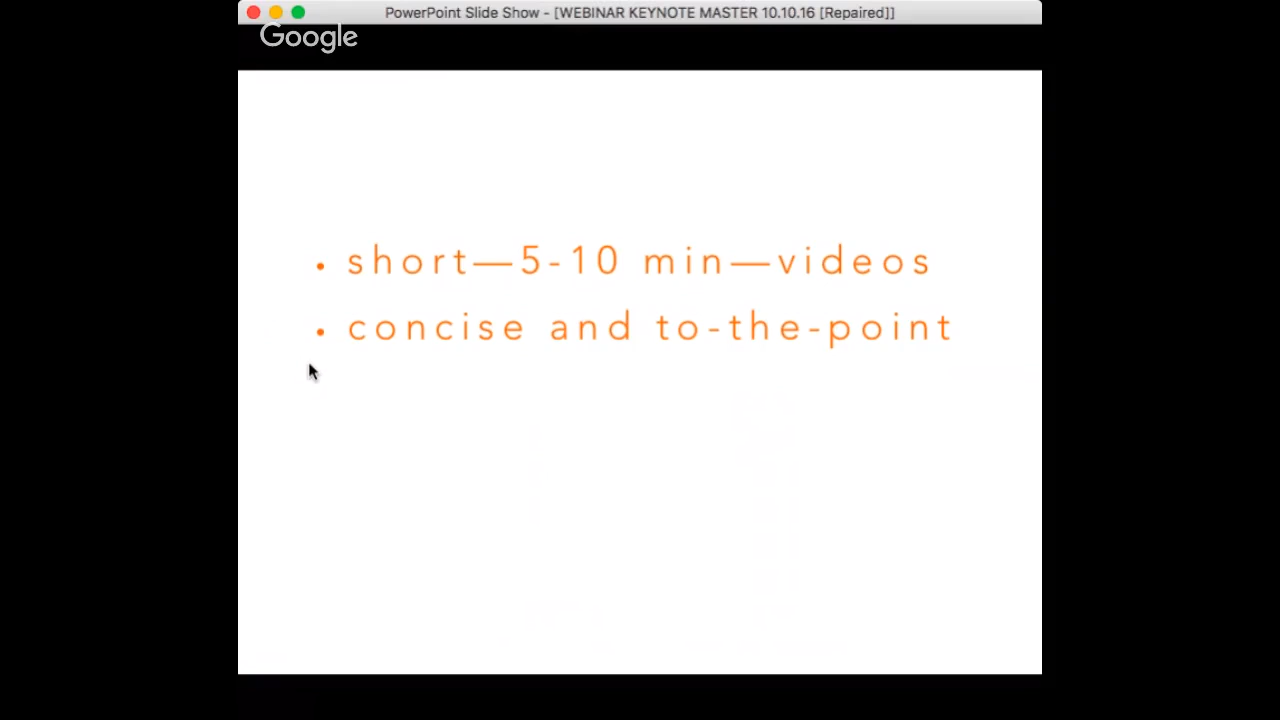 PowerPoint Slide Show - [WEBINAR KEYNOTE MASTER 10.10.16 [Repaired]]
Google
• short—5-10 min—videos
• concise and to-the-point